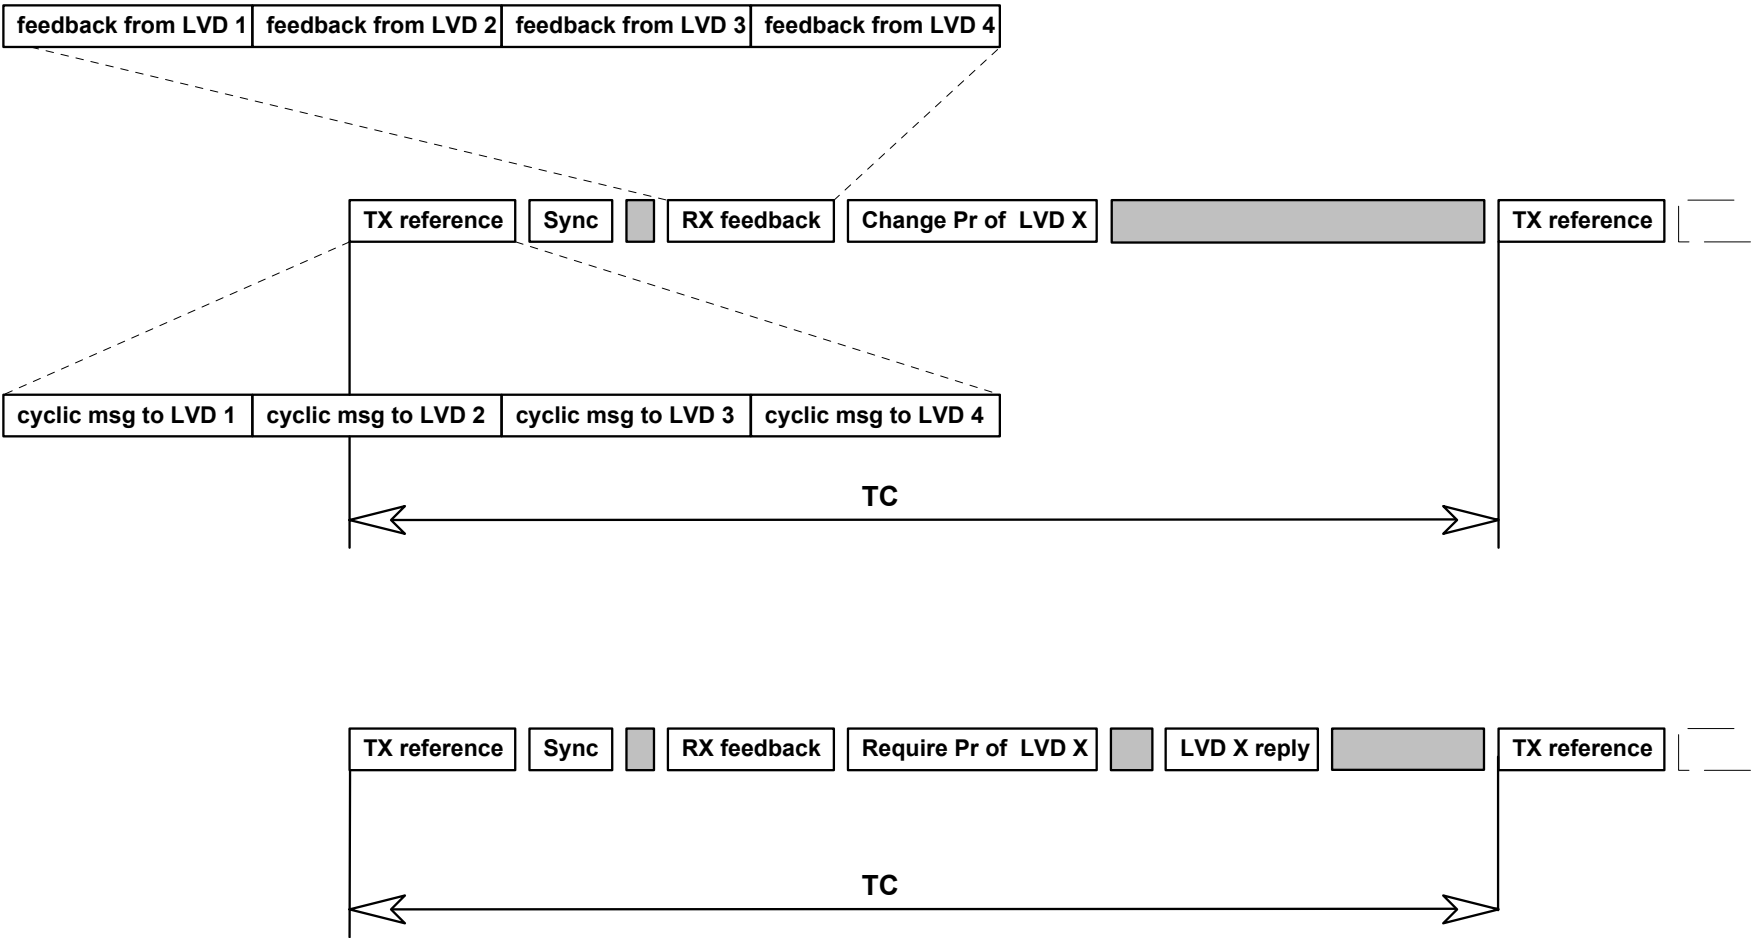 feedback from LVD 1 feedback from LVD 2 feedback from LVD 3 feedback from LVD 4
TX reference Sync RX feedback Change Pr of LVD X TX reference
cyclic msg to LVD 1 cyclic msg to LVD 2 cyclic msg to LVD 3 cyclic msg to LVD 4
TC
TX reference Sync RX feedback Require Pr of LVD X LVD X reply TX reference
TC